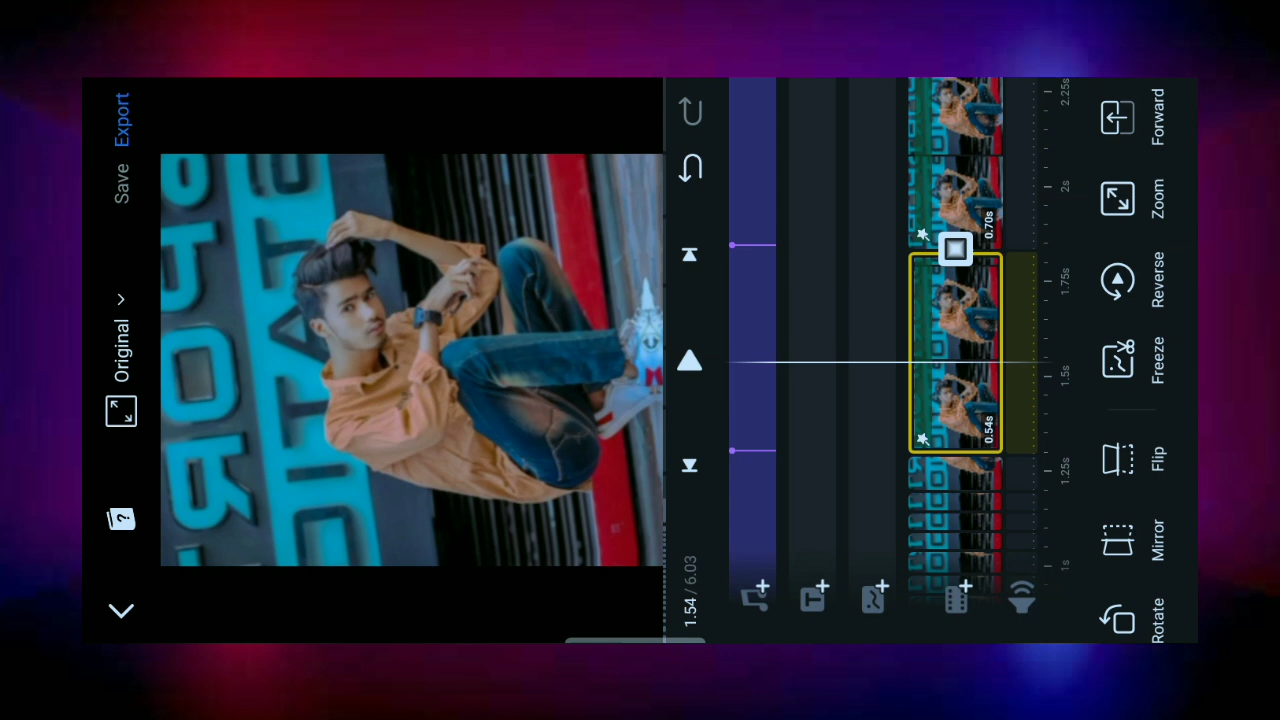 Original Save Export
1.54 / 6.03
0.54s 0.70s
1s 1.25s 1.5s 1.75s 2s 2.25s
Rotate Mirror Flip Freeze Reverse Zoom Forward